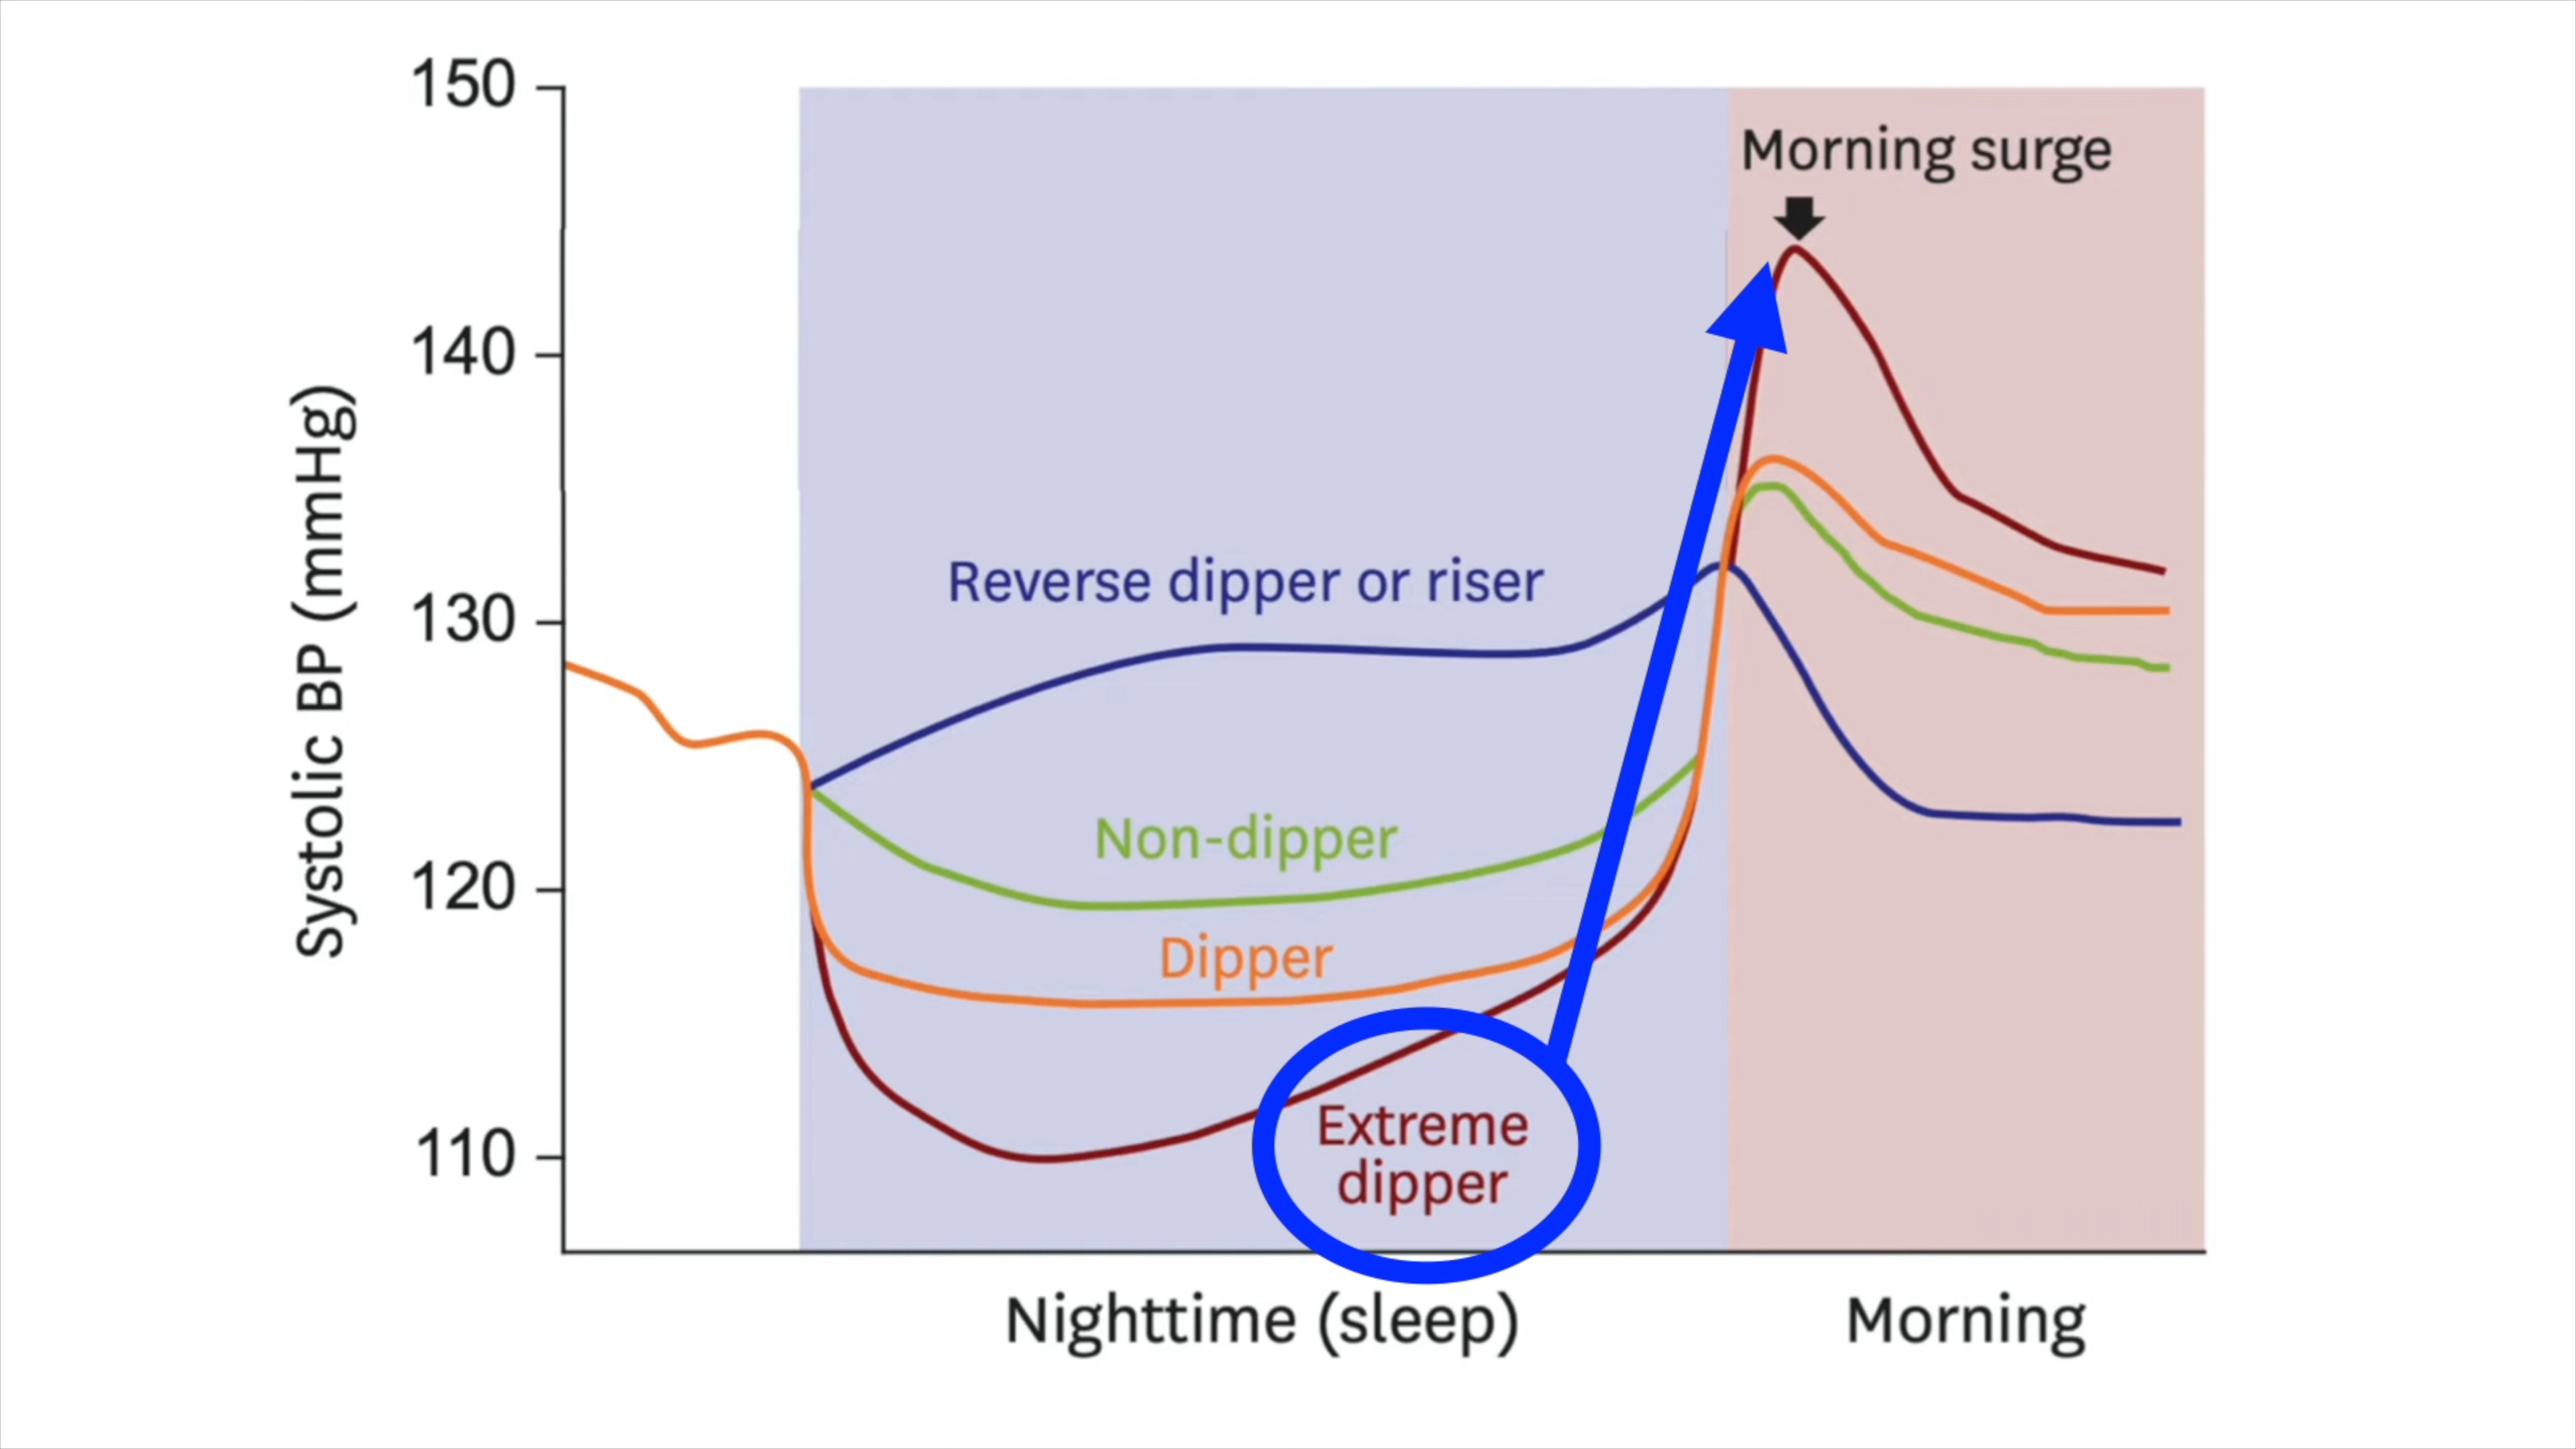 150
140
130
120
110
Systolic BP (mmHg)
Morning surge
Reverse dipper or riser
Non-dipper
Dipper
Extreme
dipper
Nighttime (sleep)
Morning